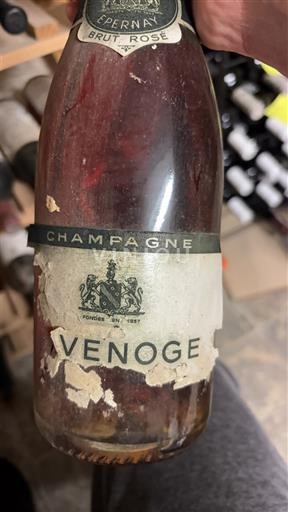 EPERNAY
BRUT ROSÉ
CHAMPAGNE
FONDÉE EN 1837
VENOGE